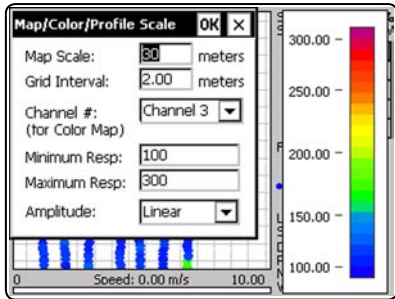 Map/Color/Profile Scale OK ×
Map Scale: 30 meters
Grid Interval: 2.00 meters
Channel #: Channel 3
(for Color Map)
Minimum Resp: 100
Maximum Resp: 300
Amplitude: Linear
0 Speed: 0.00 m/s 10.00
300.00
250.00
200.00
150.00
100.00